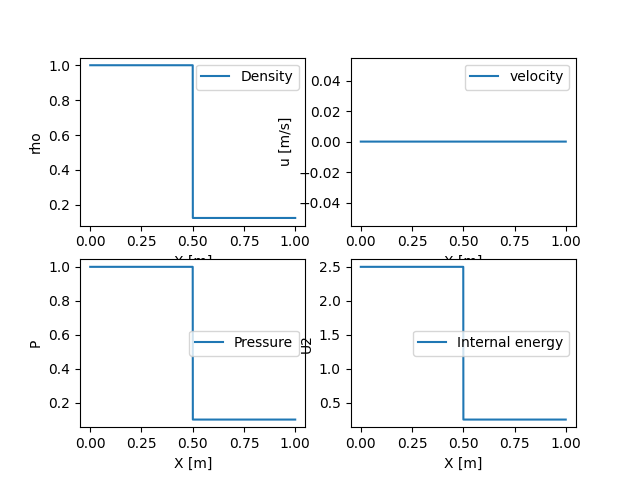 Density
rho
1.0
0.8
0.6
0.4
0.2
0.00 0.25 0.50 0.75 1.00
X [m]
velocity
u [m/s]
0.04
0.02
0.00
−0.02
−0.04
0.00 0.25 0.50 0.75 1.00
X [m]
Pressure
P
1.0
0.8
0.6
0.4
0.2
0.00 0.25 0.50 0.75 1.00
X [m]
Internal energy
U2
2.5
2.0
1.5
1.0
0.5
0.00 0.25 0.50 0.75 1.00
X [m]